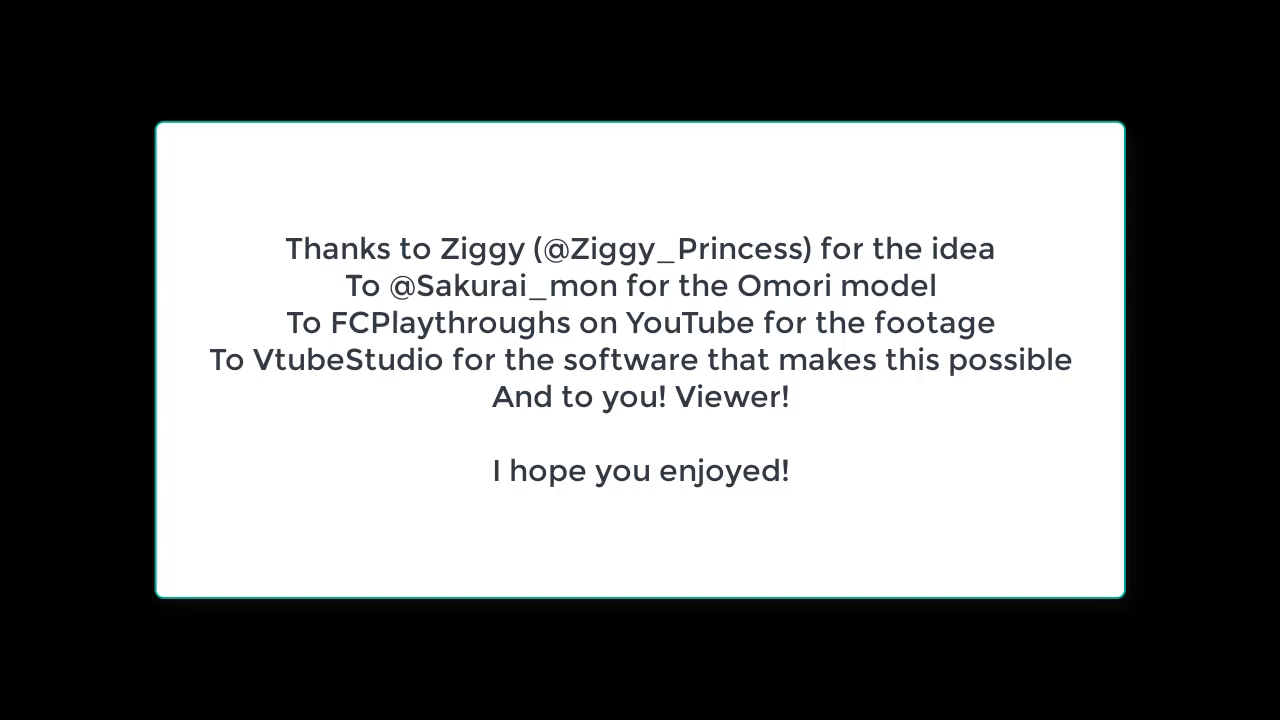 Thanks to Ziggy (@Ziggy_Princess) for the idea
To @Sakurai_mon for the Omori model
To FCPlaythroughs on YouTube for the footage
To VtubeStudio for the software that makes this possible
And to you! Viewer!
I hope you enjoyed!